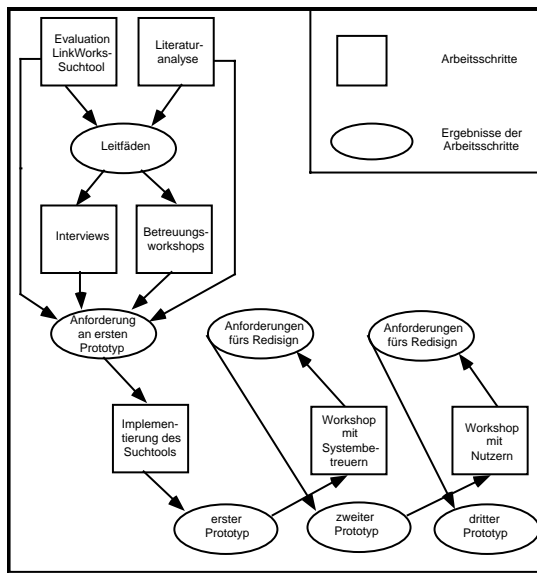 Evaluation
LinkWorks-
Suchtool
Literatur-
analyse
Arbeitsschritte
Ergebnisse der
Arbeitsschritte
Leitfäden
Interviews
Betreuungs-
workshops
Anforderung
an ersten
Prototyp
Anforderungen
fürs Redisign
Anforderungen
fürs Redisign
Implemen-
tierung des
Suchtools
Workshop
mit
Systembe-
treuern
Workshop
mit
Nutzern
erster
Prototyp
zweiter
Prototyp
dritter
Prototyp